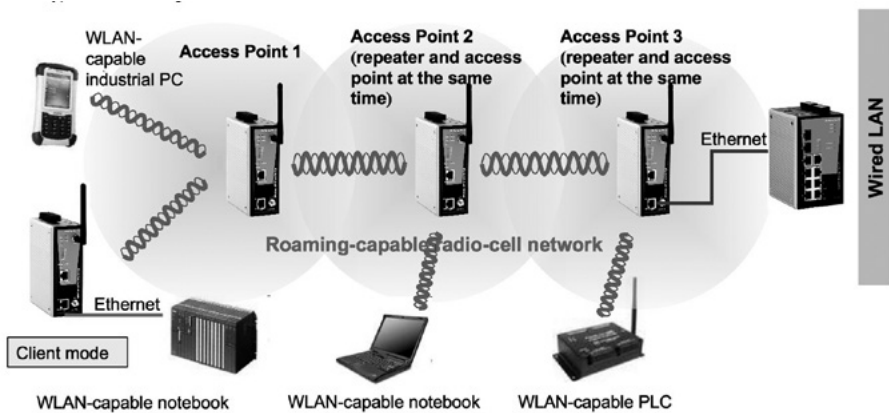 WLAN-
capable
industrial PC
Access Point 1
Access Point 2
(repeater and access
point at the same
time)
Access Point 3
(repeater and access
point at the same
time)
Ethernet
Wired LAN
Roaming-capable radio-cell network
Ethernet
Client mode
WLAN-capable notebook
WLAN-capable notebook
WLAN-capable PLC